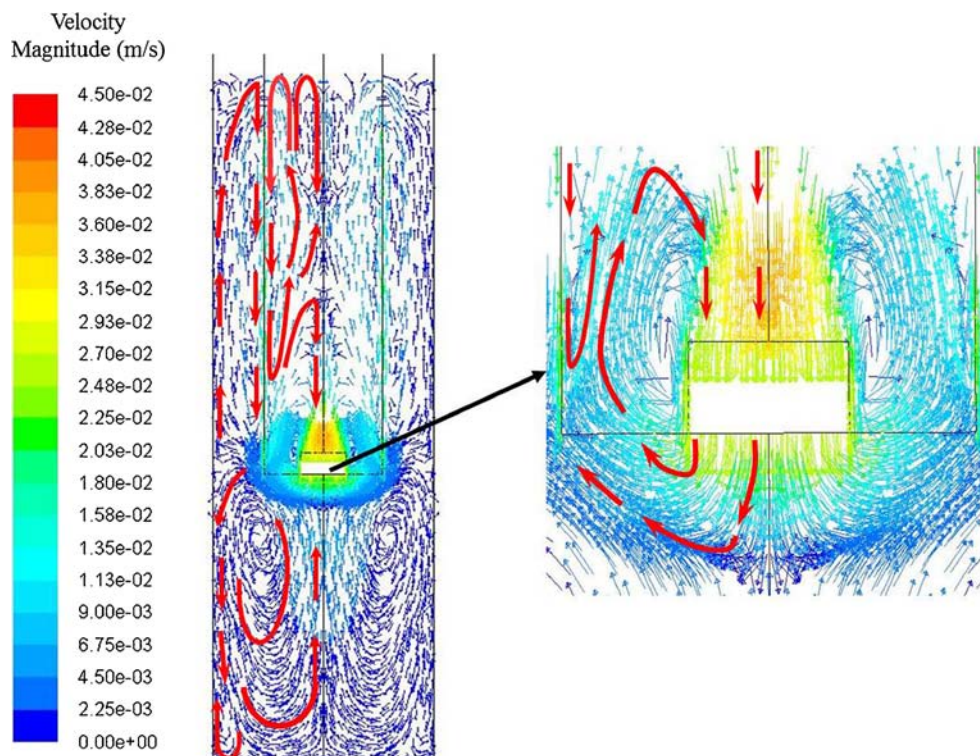 Velocity
Magnitude (m/s)
4.50e-02
4.28e-02
4.05e-02
3.83e-02
3.60e-02
3.38e-02
3.15e-02
2.93e-02
2.70e-02
2.48e-02
2.25e-02
2.03e-02
1.80e-02
1.58e-02
1.35e-02
1.13e-02
9.00e-03
6.75e-03
4.50e-03
2.25e-03
0.00e+00